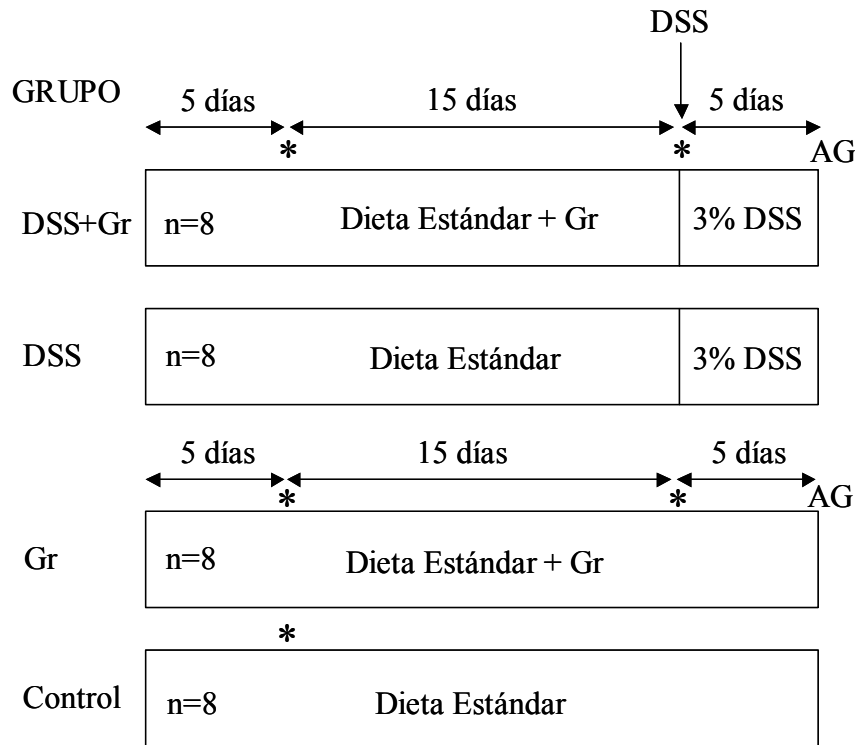 DSS
GRUPO 5 días 15 días 5 días
* * AG
DSS+Gr n=8 Dieta Estándar + Gr 3% DSS
DSS n=8 Dieta Estándar 3% DSS
5 días 15 días 5 días
* * AG
Gr n=8 Dieta Estándar + Gr
*
Control n=8 Dieta Estándar